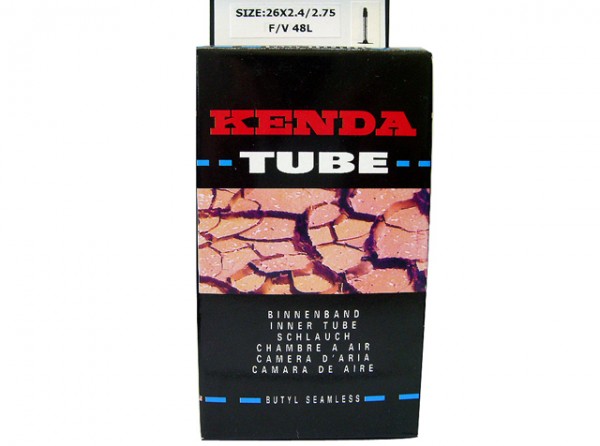 SIZE:26X2.4/2.75
F/V 48L
KENDA
TUBE
BINNENBAND
INNER TUBE
SCHLAUCH
CHAMBRE A AIR
CAMERA D'ARIA
CAMARA DE AIRE
BUTYL SEAMLESS